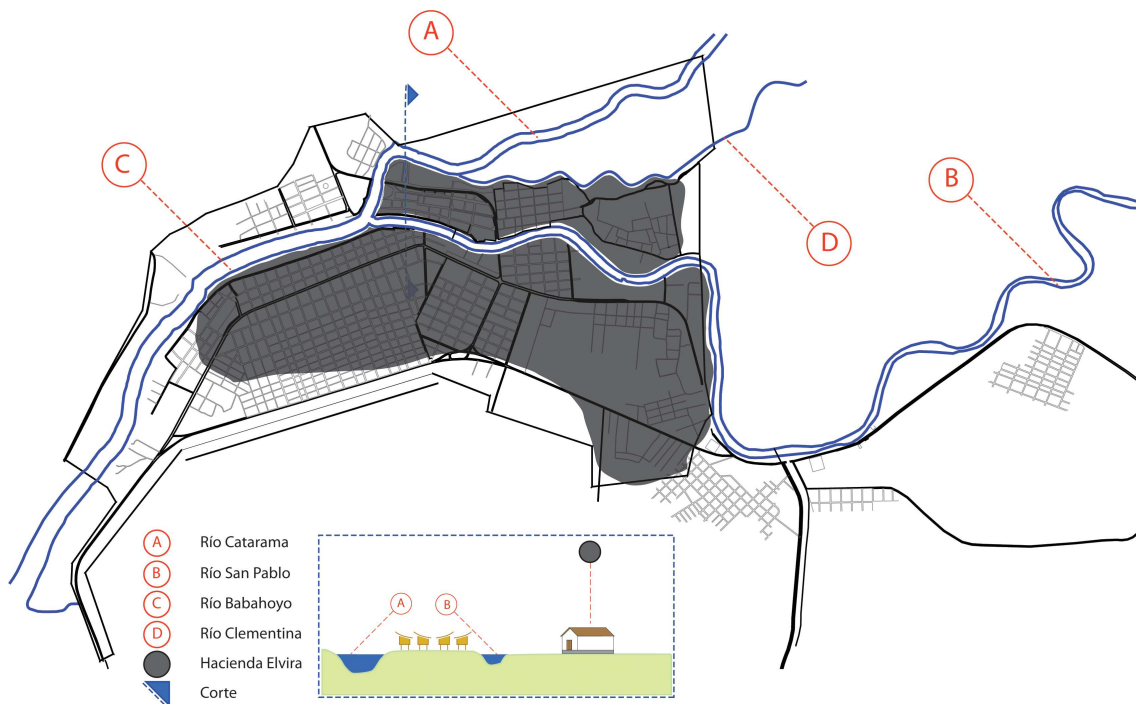 A
C
B
D
A Río Catarama
B Río San Pablo
C Río Babahoyo
D Río Clementina
Hacienda Elvira
Corte
A
B